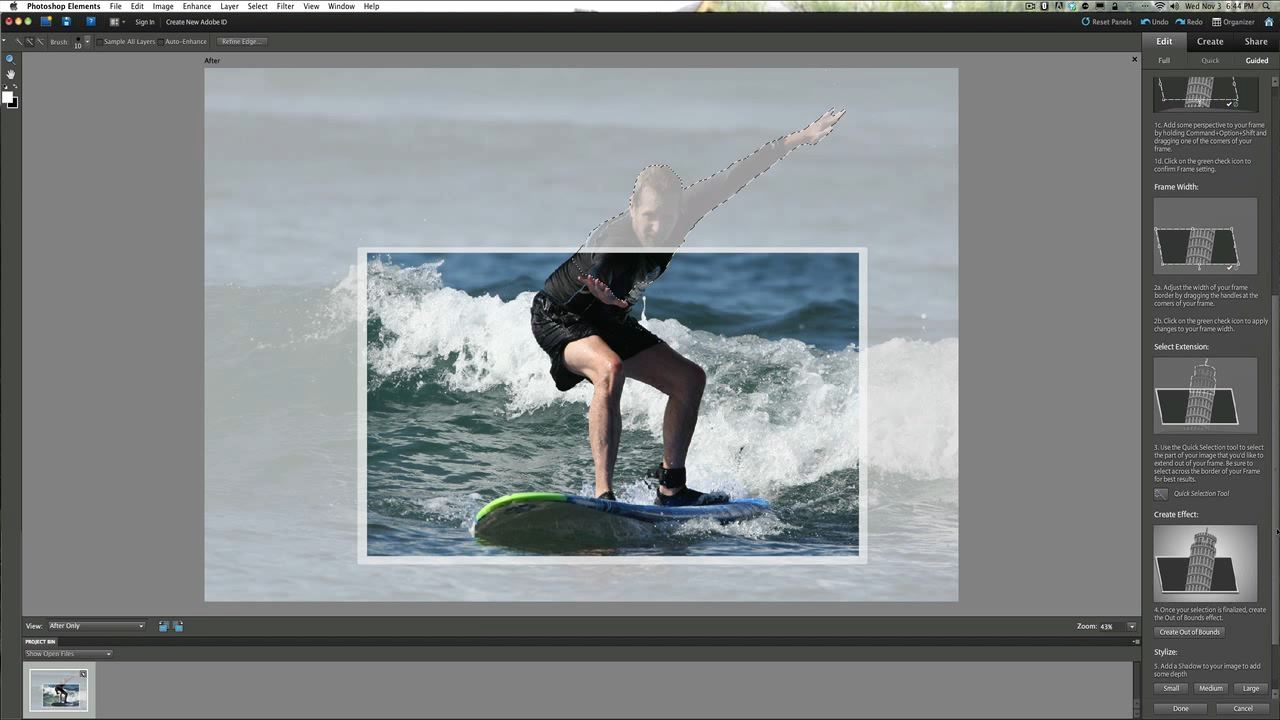 Photoshop Elements File Edit Image Enhance Layer Select Filter View Window Help Wed Nov 3 6:44 PM
Sign In Create New Adobe ID Reset Panels Undo Redo Organizer
Brush: 10 Sample All Layers Auto-Enhance Refine Edge...
Edit Create Share
After
Full Quick Guided
1c. Add some perspective to your frame
by holding Command+Option+Shift and
dragging one of the corners of your
frame.
1d. Click on the green check icon to
confirm Frame setting.
Frame Width:
2a. Adjust the width of your frame
border by dragging the handles at the
corners of your frame.
2b. Click on the green check icon to apply
changes to your frame width.
Select Extension:
3. Use the Quick Selection tool to select
the part of your image that you'd like to
extend out of your frame. Be sure to
select across the border of your Frame
for best results.
Quick Selection Tool
Create Effect:
4. Once your selection is finalized, create
the Out of Bounds effect.
Create Out of Bounds
Stylize:
5. Add a Shadow to your image to add
some depth
Small Medium Large
Done Cancel
View: After Only Zoom: 43%
PROJECT BIN
Show Open Files